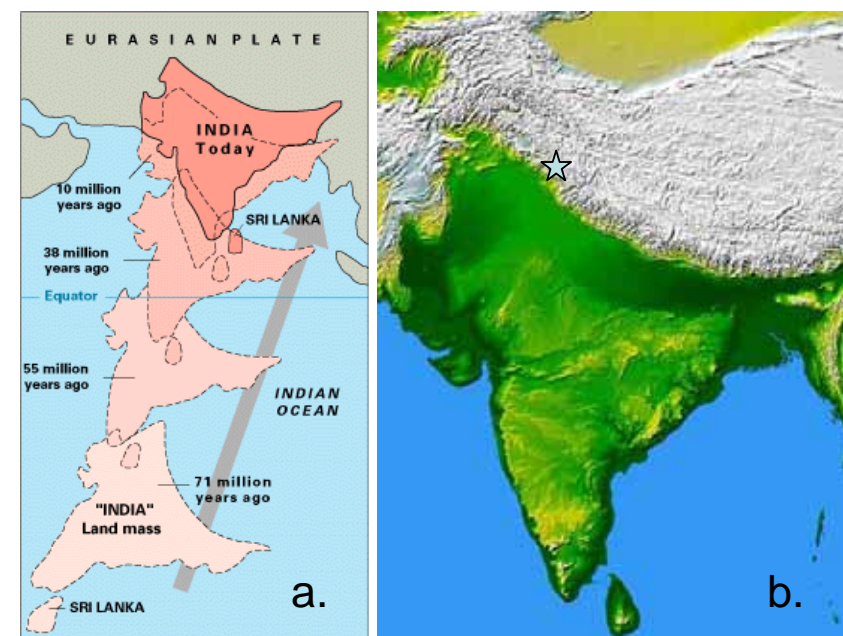 EURASIAN PLATE
INDIA
Today
10 million
years ago
SRI LANKA
38 million
years ago
Equator
55 million
years ago
INDIAN
OCEAN
71 million
years ago
"INDIA"
Land mass
SRI LANKA
a.
b.